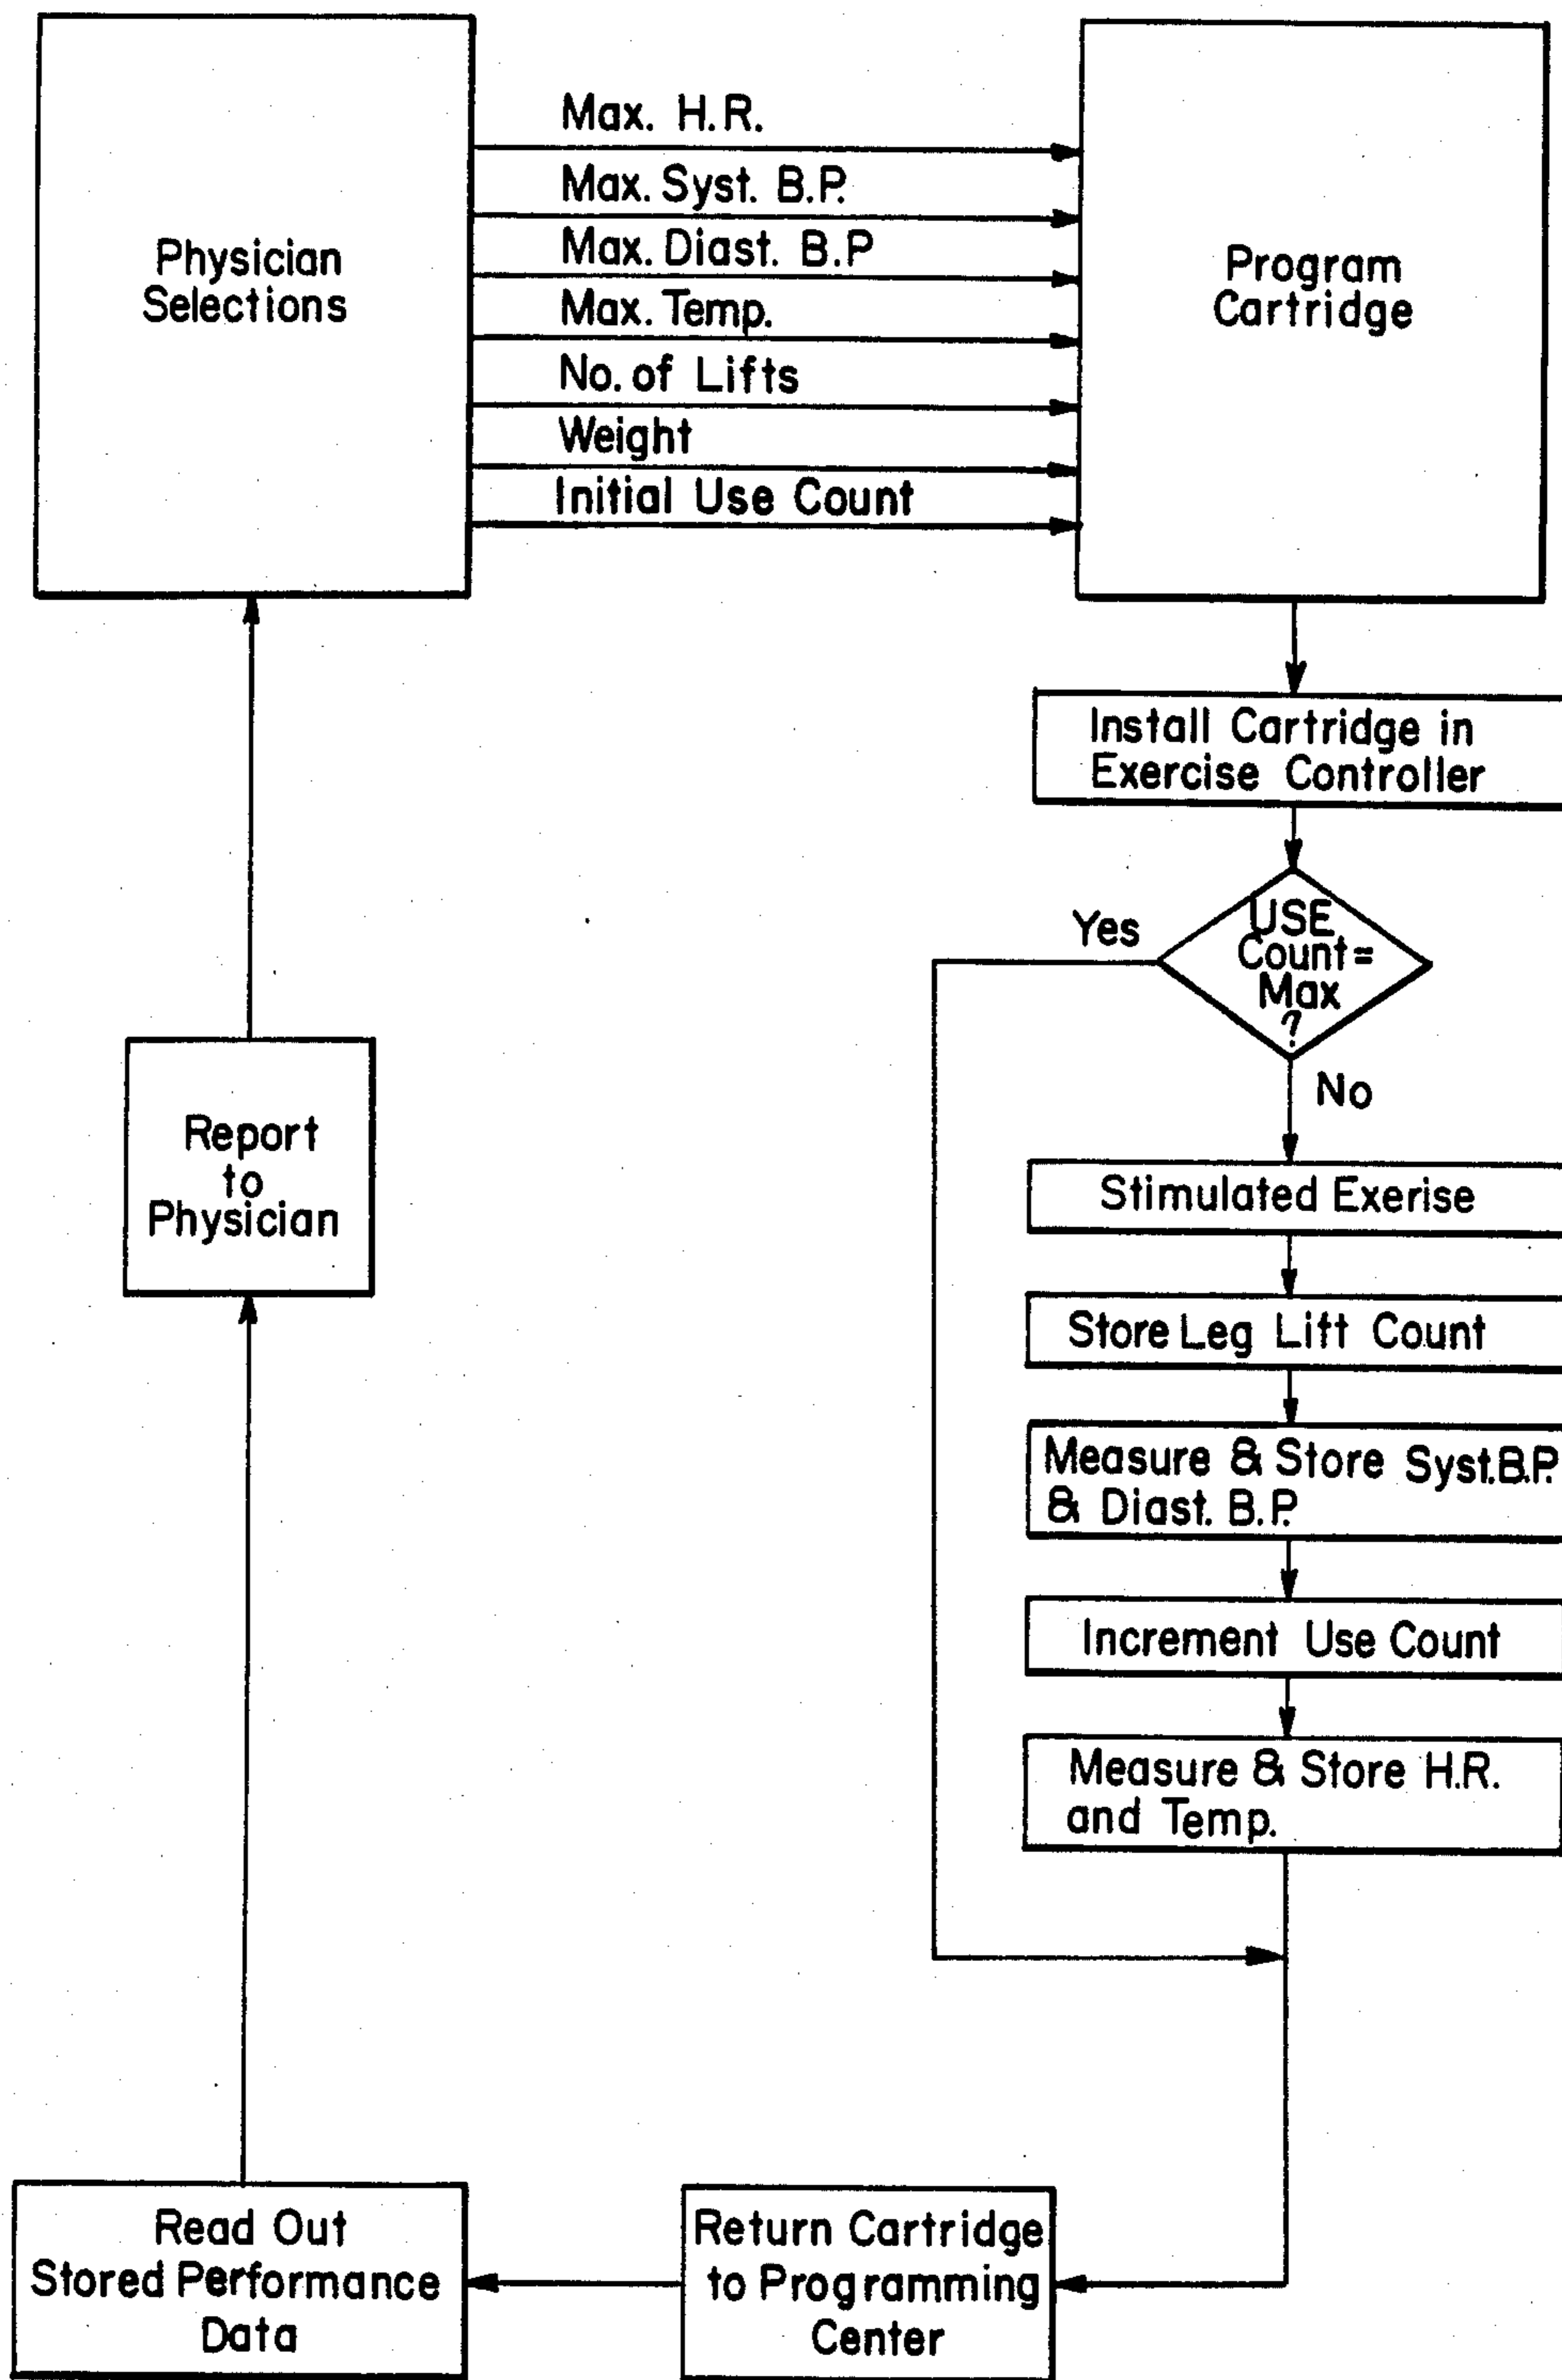 Physician
Selections
Max. H.R.
Max. Syst. B.P.
Max. Diast. B.P
Max. Temp.
No. of Lifts
Weight
Initial Use Count
Program
Cartridge
Install Cartridge in
Exercise Controller
USE
Count=
Max
?
Yes
No
Stimulated Exerise
Store Leg Lift Count
Measure & Store Syst. B.P.
& Diast. B.P.
Increment Use Count
Measure & Store H.R.
and Temp.
Return Cartridge
to Programming
Center
Read Out
Stored Performance
Data
Report
to
Physician